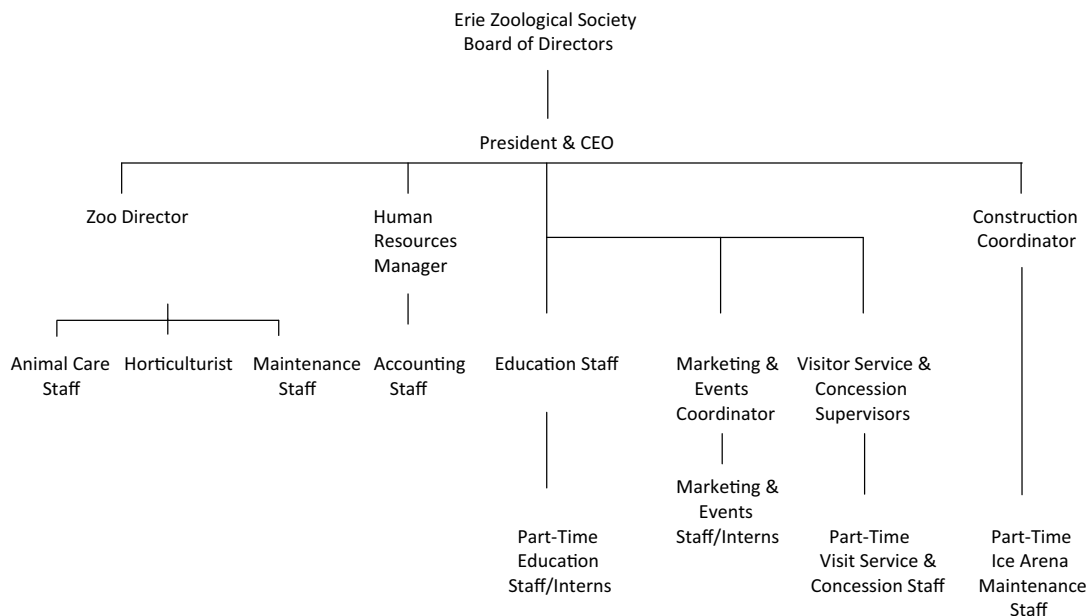 Erie Zoological Society
Board of Directors
President & CEO
Zoo Director
Human
Resources
Manager
Construction
Coordinator
Animal Care
Staff
Horticulturist
Maintenance
Staff
Accounting
Staff
Education Staff
Marketing &
Events
Coordinator
Visitor Service &
Concession
Supervisors
Marketing &
Events
Staff/Interns
Part-Time
Education
Staff/Interns
Part-Time
Visit Service &
Concession Staff
Part-Time
Ice Arena
Maintenance
Staff